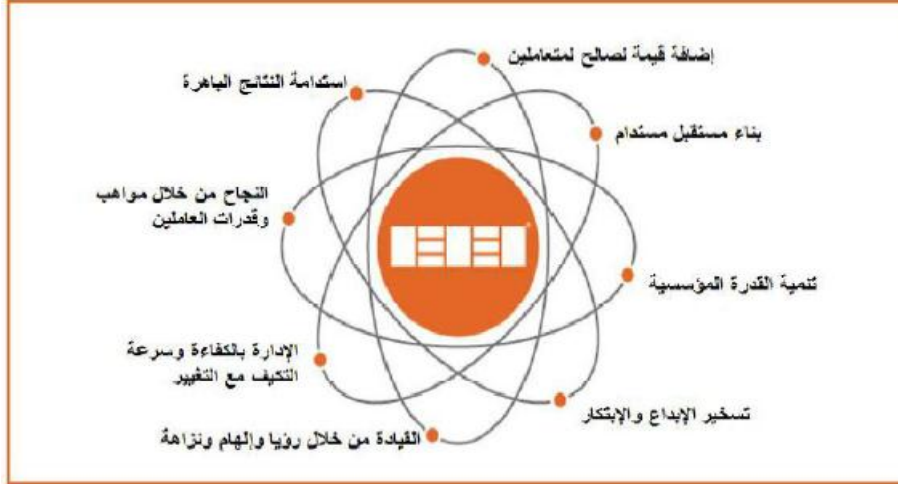 إضافة قيمة لصالح لمتعاملين
استدامة النتائج الباهرة
بناء مستقبل مستدام
النجاح من خلال مواهب
وقدرات العاملين
تنمية القدرة المؤسسية
الإدارة بالكفاءة وسرعة
التكيف مع التغيير
تسخير الإبداع والإبتكار
القيادة من خلال رؤيا وإلهام ونزاهة